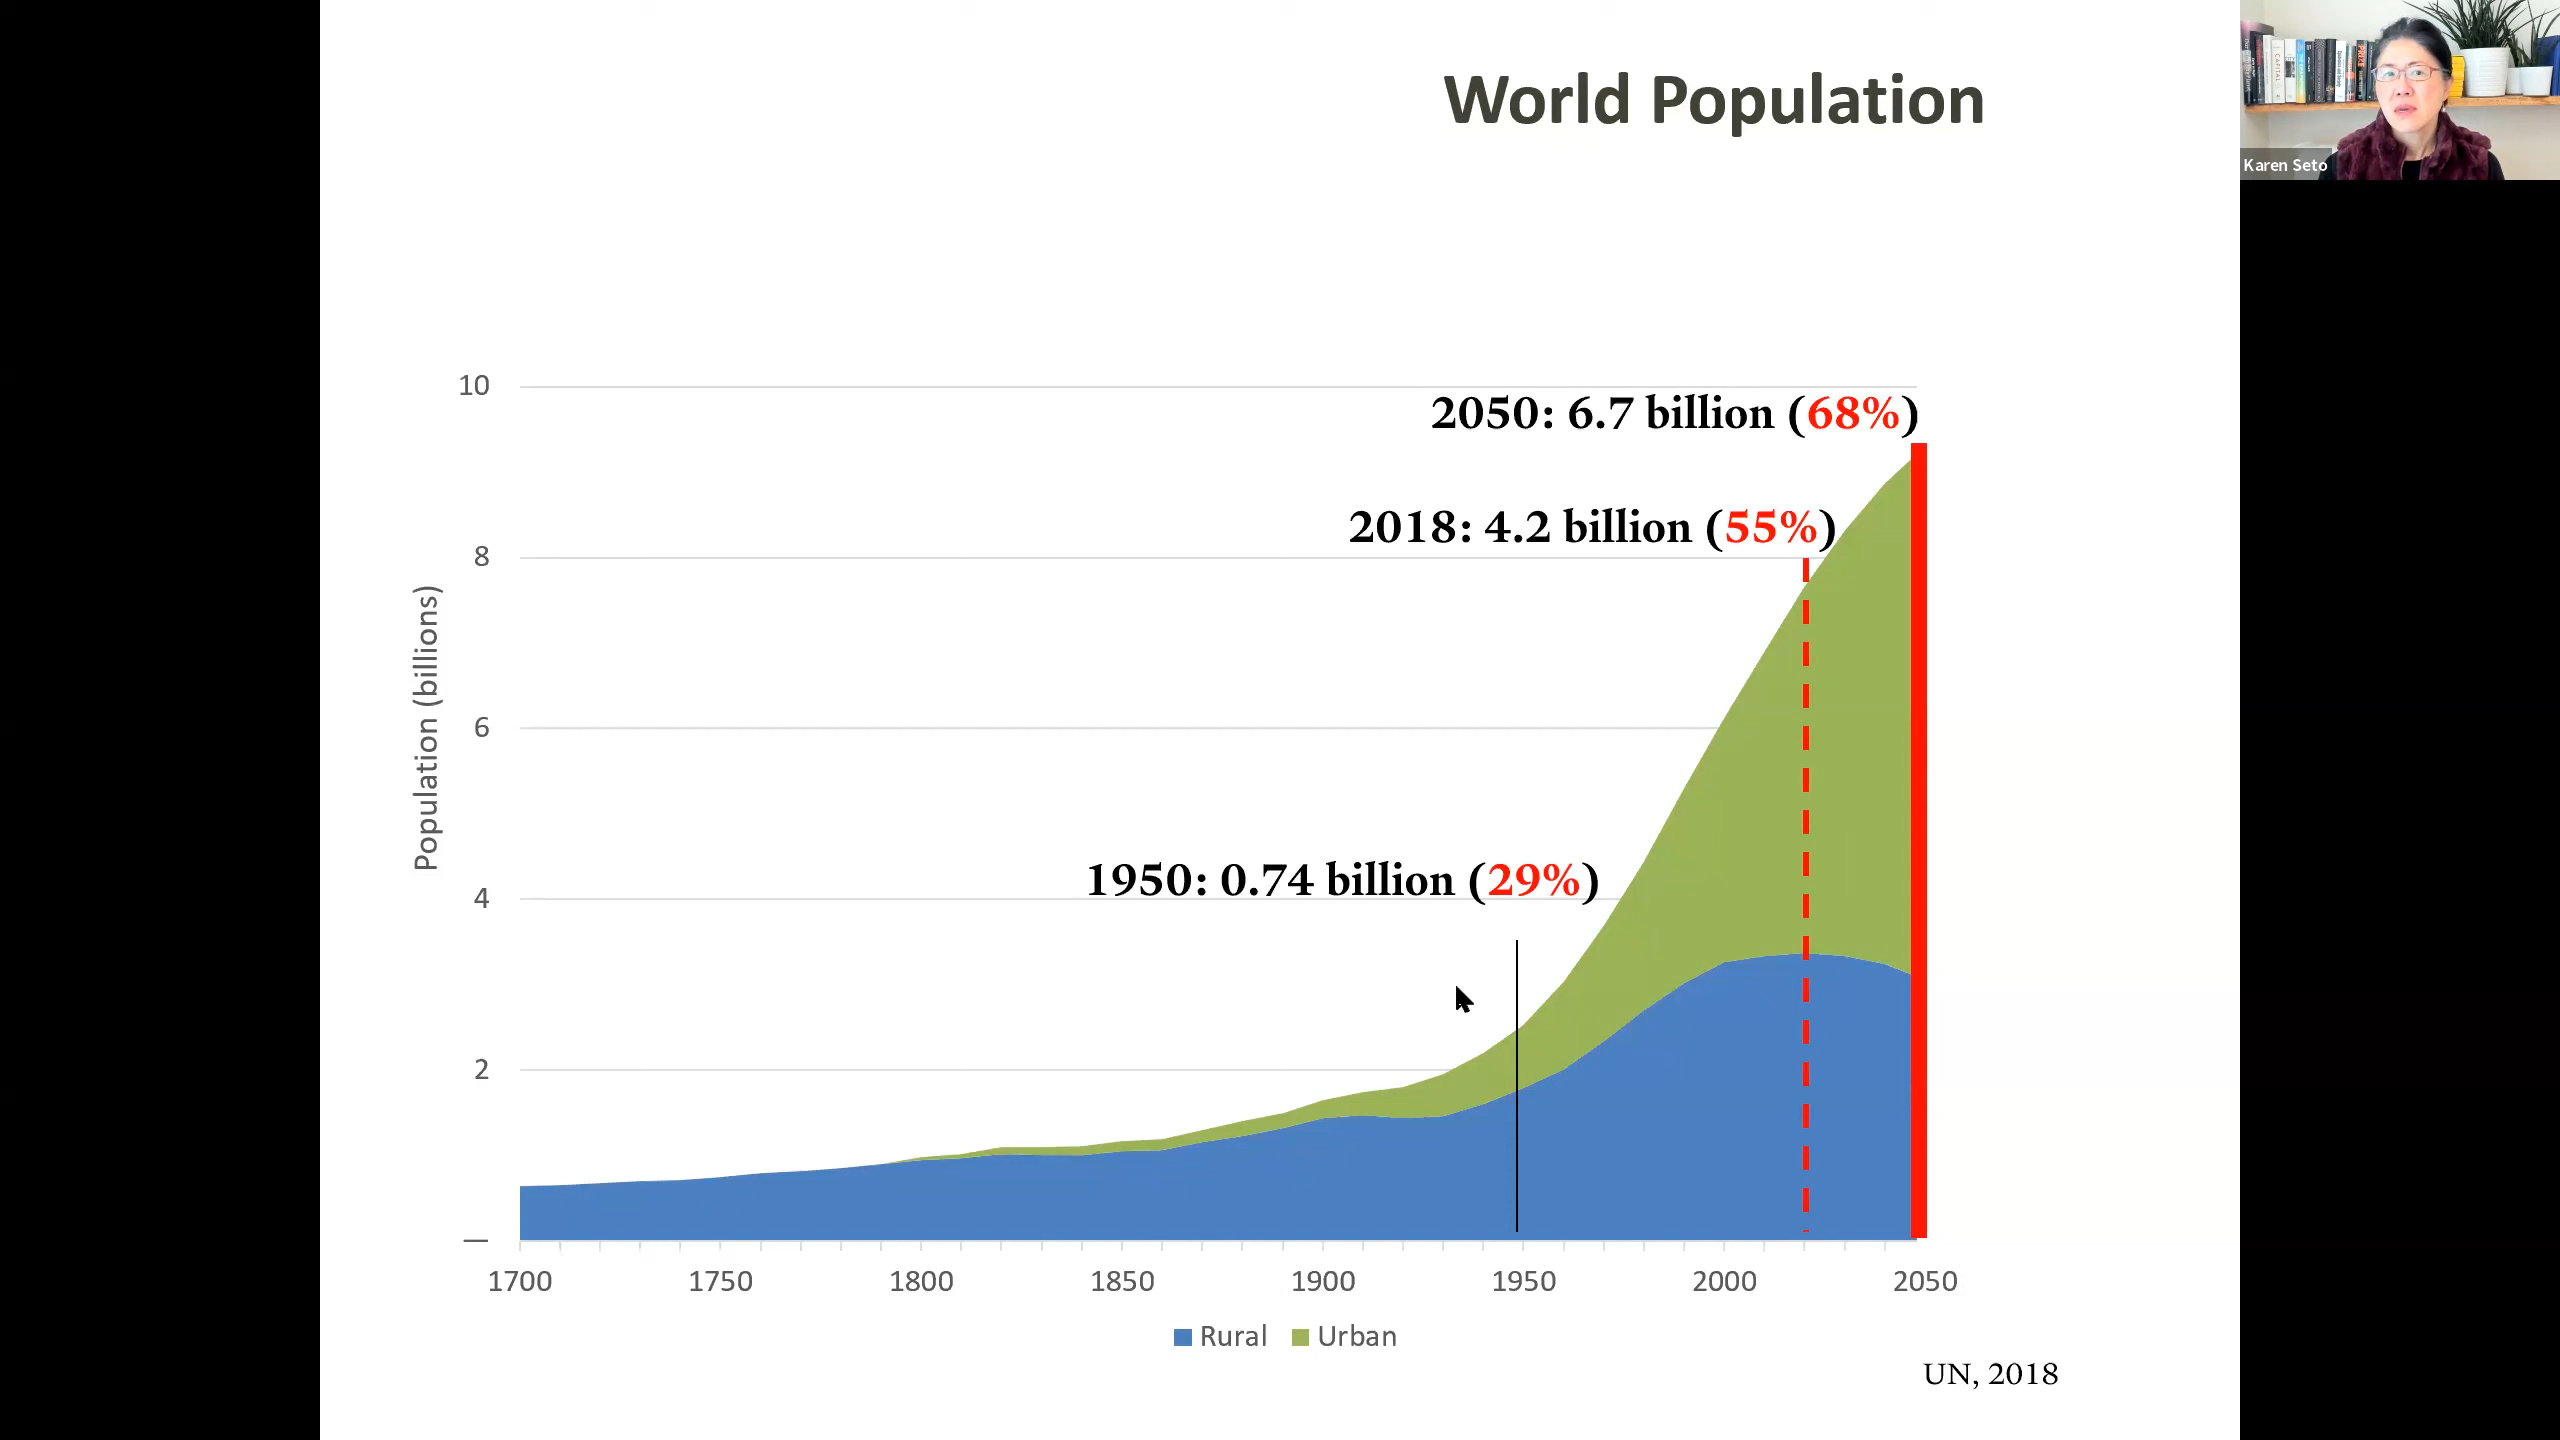 World Population
Karen Seto
10
2050: 6.7 billion (68%)
2018: 4.2 billion (55%)
8
Population (billions)
6
1950: 0.74 billion (29%)
4
2
—
1700 1750 1800 1850 1900 1950 2000 2050
Rural Urban
UN, 2018